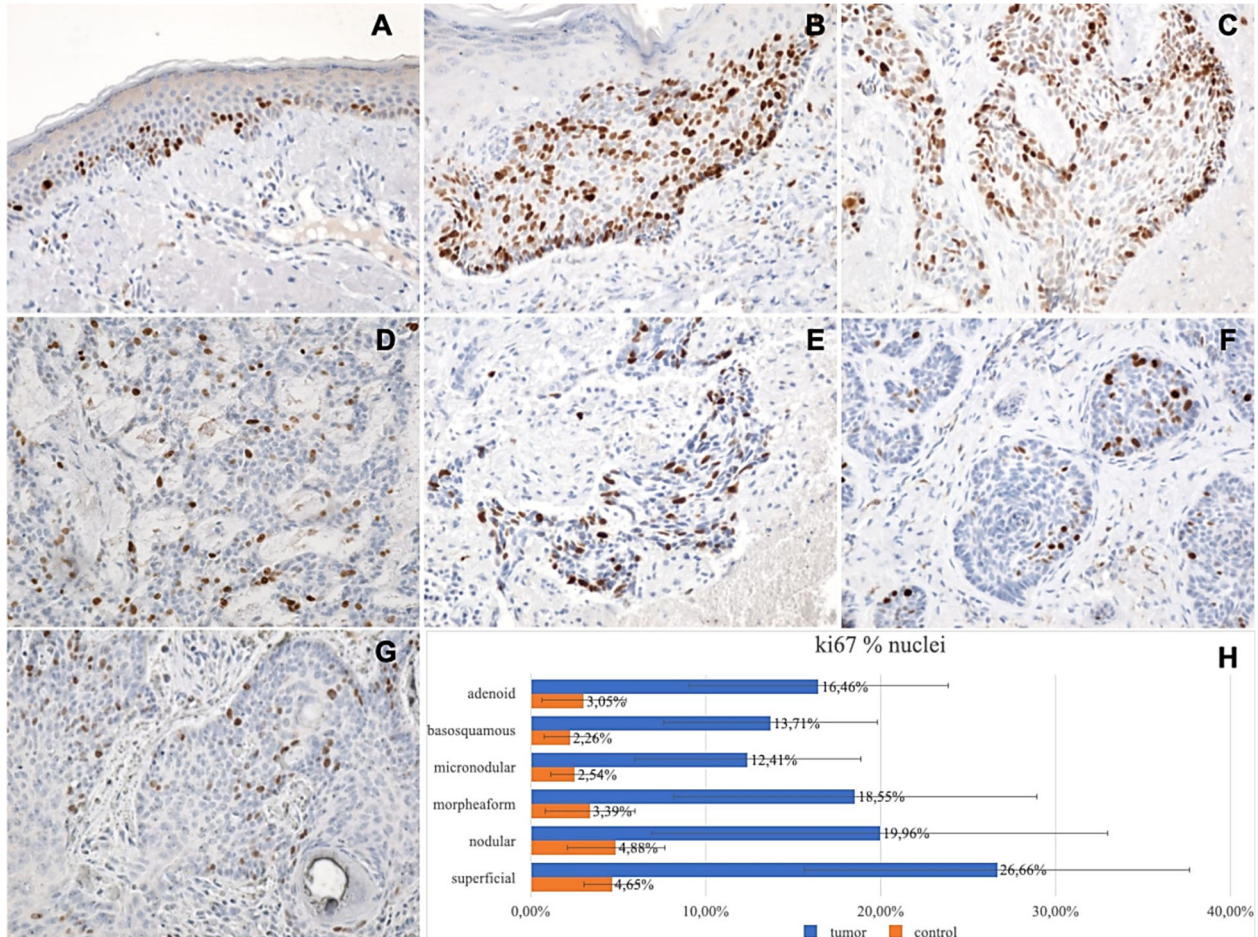 A
B
C
D
E
F
G
H
ki67 % nuclei
adenoid
16,46%
3,05%
basosquamous
13,71%
2,26%
micronodular
12,41%
2,54%
morpheaform
18,55%
3,39%
nodular
19,96%
4,88%
superficial
26,66%
4,65%
0,00% 10,00% 20,00% 30,00% 40,00%
tumor control